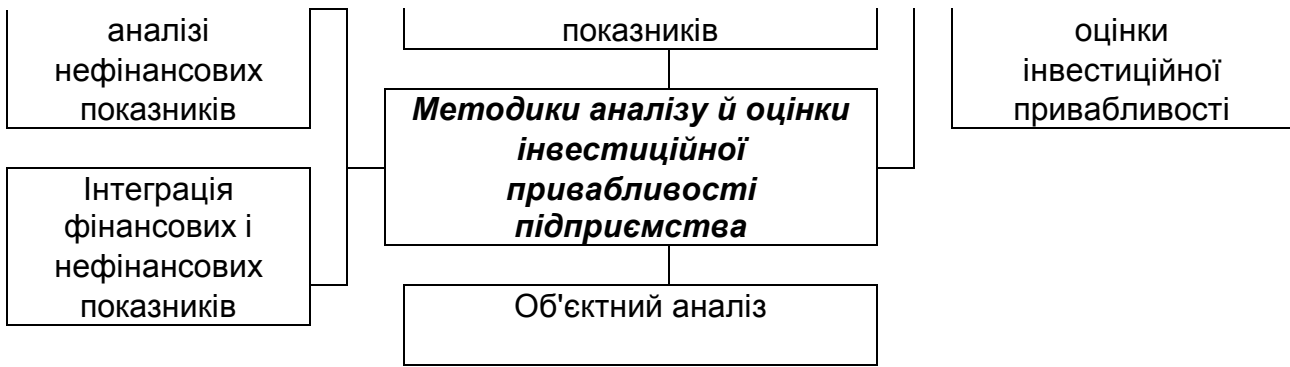 аналізі
нефінансових
показників
показників
оцінки
інвестиційної
привабливості
Методики аналізу й оцінки
інвестиційної
привабливості
підприємства
Інтеграція
фінансових і
нефінансових
показників
Об'єктний аналіз